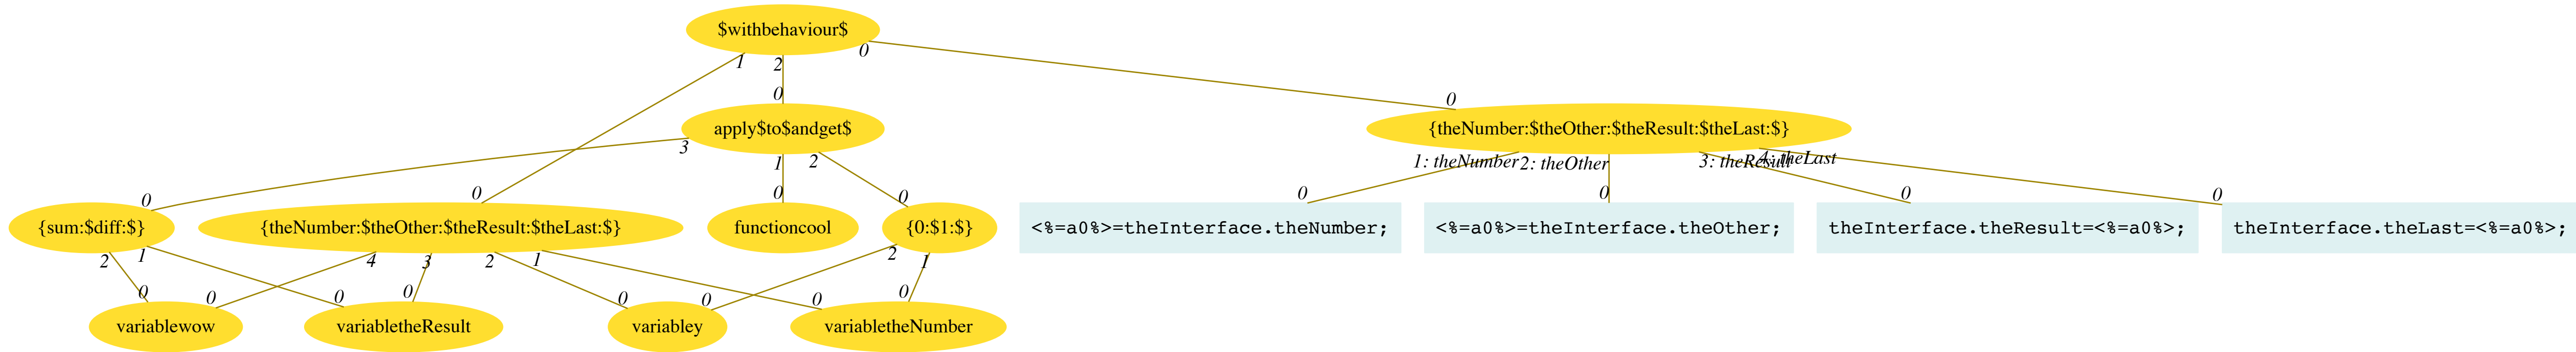 $withbehaviour$
1 2 0
0 0
apply$to$andget$ {theNumber:$theOther:$theResult:$theLast:$}
3 1 2 1: theNumber 2: theOther 3: theResult 4: theLast
0 0 0 0 0 0 0 0
{sum:$diff:$} {theNumber:$theOther:$theResult:$theLast:$} functioncool {0:$1:$} <%=a0%>=theInterface.theNumber; <%=a0%>=theInterface.theOther; theInterface.theResult=<%=a0%>; theInterface.theLast=<%=a0%>;
2 1 4 3 2 1 2 1
0 0 0 0 0 0 0 0
variablewow variabletheResult variabley variabletheNumber